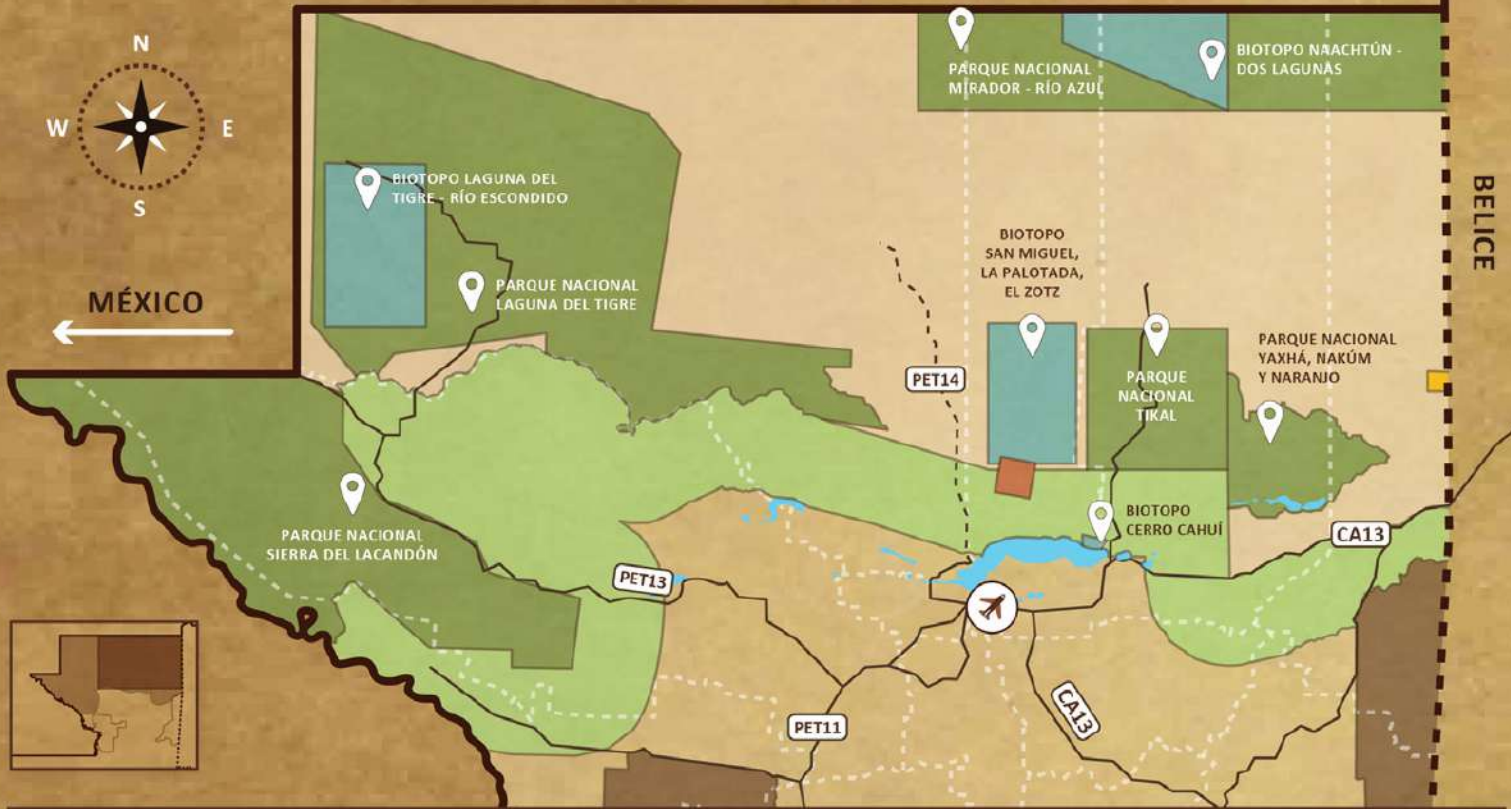 N
W
E
S
MÉXICO
PARQUE NACIONAL
MIRADOR - RÍO AZUL
BIOTOPO NAACHTÚN -
DOS LAGUNAS
BELICE
BIOTOPO LAGUNA DEL
TIGRE - RÍO ESCONDIDO
PARQUE NACIONAL
LAGUNA DEL TIGRE
BIOTOPO
SAN MIGUEL,
LA PALOTADA,
EL ZOTZ
PARQUE
NACIONAL
TIKAL
PARQUE NACIONAL
YAXHÁ, NAKÚM
Y NARANJO
PET14
PARQUE NACIONAL
SIERRA DEL LACANDÓN
BIOTOPO
CERRO CAHUÍ
CA13
PET13
CA13
PET11